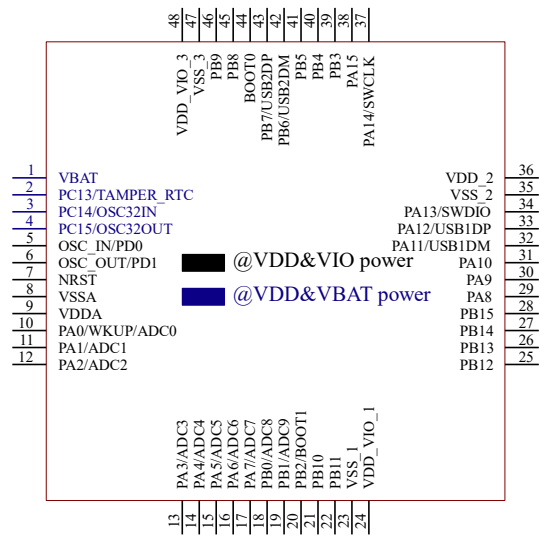 48
47
46
45
44
43
42
41
40
39
38
37
VDD_VIO_3
VSS_3
PB9
PB8
BOOT0
PB7/USB2DP
PB6/USB2DM
PB5
PB4
PB3
PA15
PA14/SWCLK
1 VBAT
2 PC13/TAMPER_RTC
3 PC14/OSC32IN
4 PC15/OSC32OUT
5 OSC_IN/PD0
6 OSC_OUT/PD1
7 NRST
8 VSSA
9 VDDA
10 PA0/WKUP/ADC0
11 PA1/ADC1
12 PA2/ADC2
@VDD&VIO power
@VDD&VBAT power
VDD_2 36
VSS_2 35
PA13/SWDIO 34
PA12/USB1DP 33
PA11/USB1DM 32
PA10 31
PA9 30
PA8 29
PB15 28
PB14 27
PB13 26
PB12 25
PA3/ADC3
PA4/ADC4
PA5/ADC5
PA6/ADC6
PA7/ADC7
PB0/ADC8
PB1/ADC9
PB2/BOOT1
PB10
PB11
VSS_1
VDD_VIO_1
13
14
15
16
17
18
19
20
21
22
23
24